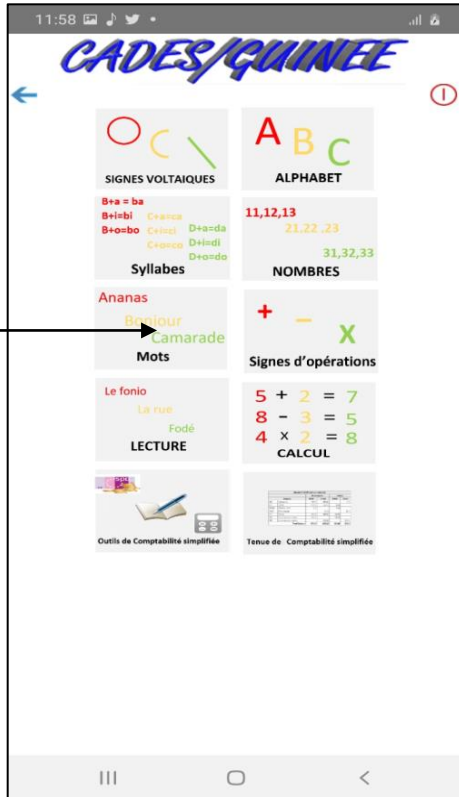 11:58
CADES/GUINEE
O C \
SIGNES VOLTAIQUES
A B C
ALPHABET
B+a = ba
B+i=bi C+a=ca
B+o=bo C+i=ci D+a=da
C+o=co D+i=di
D+o=do
Syllabes
11,12,13
21,22 ,23
31,32,33
NOMBRES
Ananas
Bonjour
Camarade
Mots
+ − X
Signes d'opérations
Le fonio
La rue
Fodé
LECTURE
5 + 2 = 7
8 - 3 = 5
4 × 2 = 8
CALCUL
Outils de Comptabilité simplifiée
Tenue de Comptabilité simplifiée